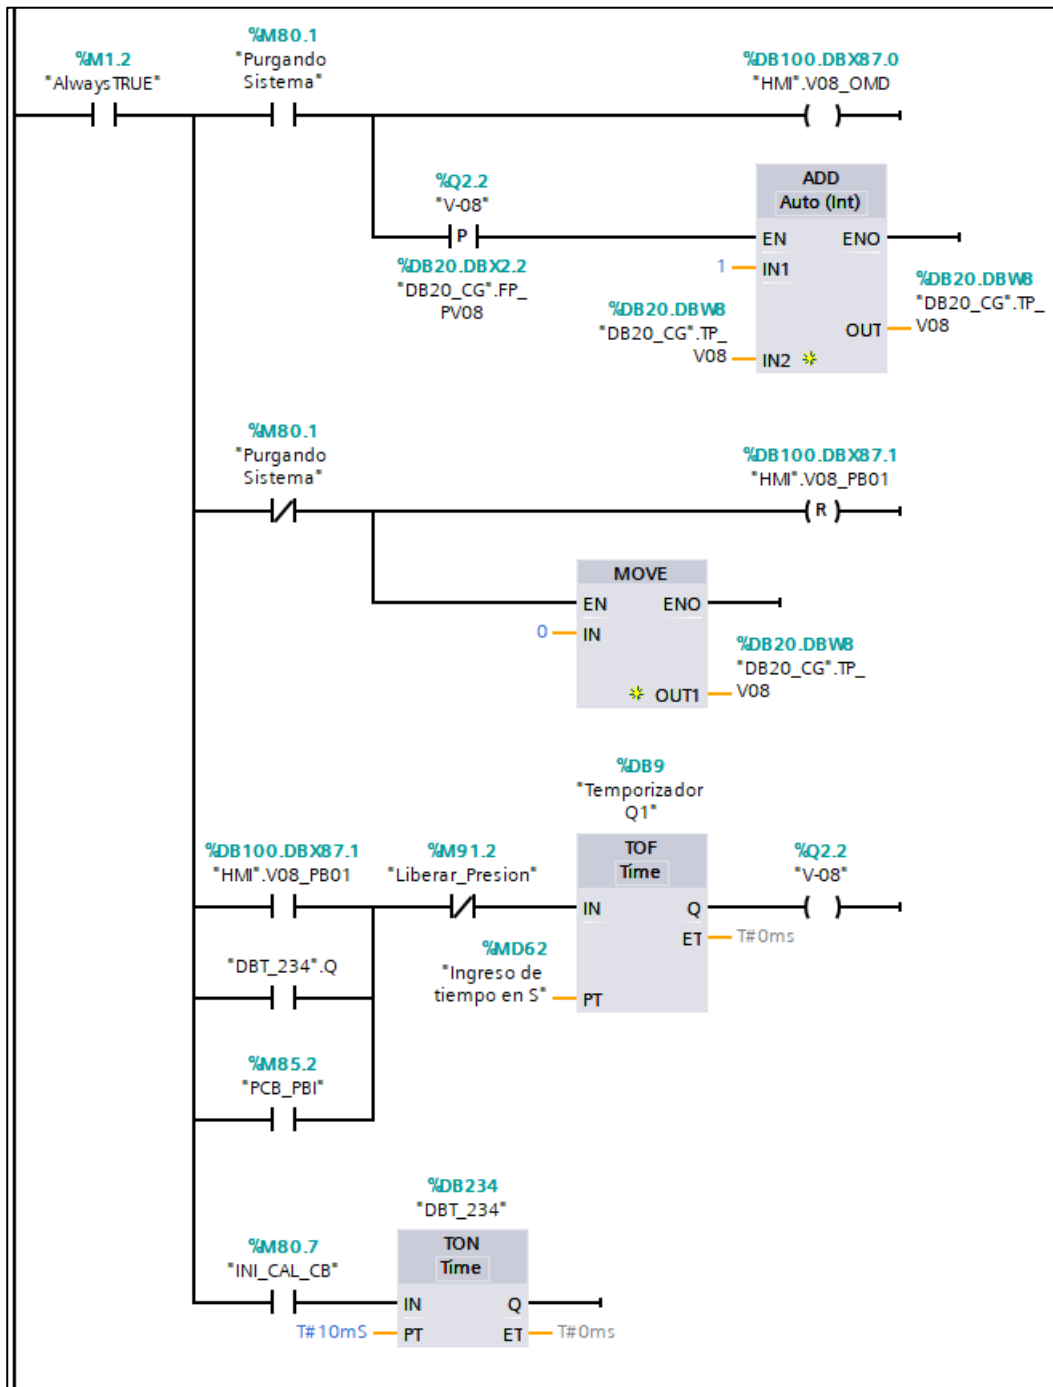 %M1.2
"AlwaysTRUE"
%M80.1
"Purgando
Sistema"
%DB100.DBX87.0
"HMI".V08_OMD
%Q2.2
"V-08"
P
%DB20.DBX2.2
"DB20_CG".FP_
PV08
ADD
Auto (Int)
EN
ENO
1
IN1
%DB20.DBW8
"DB20_CG".TP_
V08
IN2
OUT
%DB20.DBW8
"DB20_CG".TP_
V08
%M80.1
"Purgando
Sistema"
%DB100.DBX87.1
"HMI".V08_PB01
R
MOVE
EN
ENO
0
IN
OUT1
%DB20.DBW8
"DB20_CG".TP_
V08
%DB9
"Temporizador
Q1"
%DB100.DBX87.1
"HMI".V08_PB01
%M91.2
"Liberar_Presion"
TOF
Time
IN
Q
%Q2.2
"V-08"
ET
T#0ms
%MD62
"Ingreso de
tiempo en S"
PT
"DBT_234".Q
%M85.2
"PCB_PBI"
%DB234
"DBT_234"
%M80.7
"INI_CAL_CB"
TON
Time
IN
Q
T#10mS
PT
ET
T#0ms